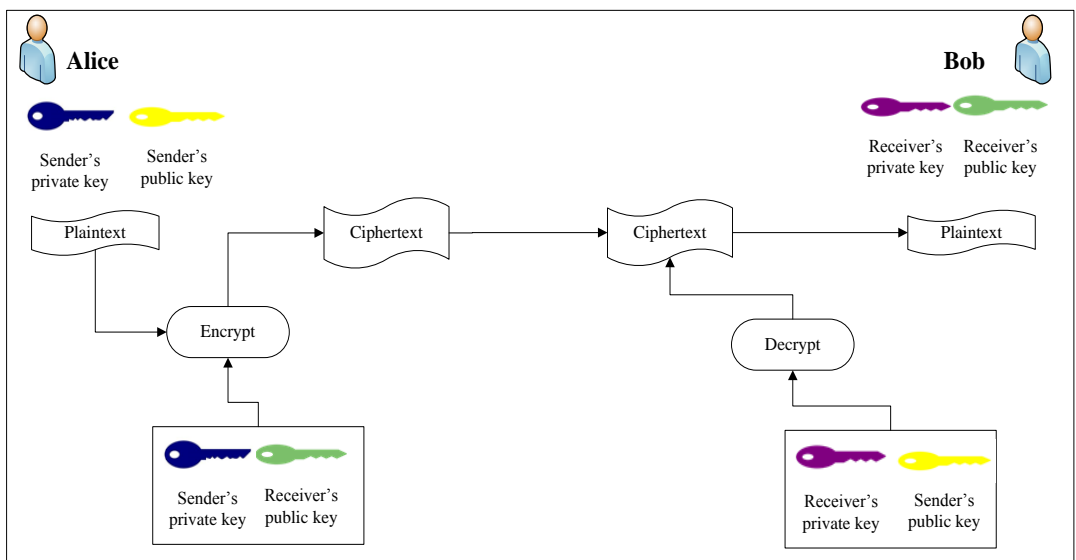 Alice
Bob
Sender's
private key
Sender's
public key
Receiver's
private key
Receiver's
public key
Plaintext
Ciphertext
Ciphertext
Plaintext
Encrypt
Decrypt
Sender's
private key
Receiver's
public key
Receiver's
private key
Sender's
public key